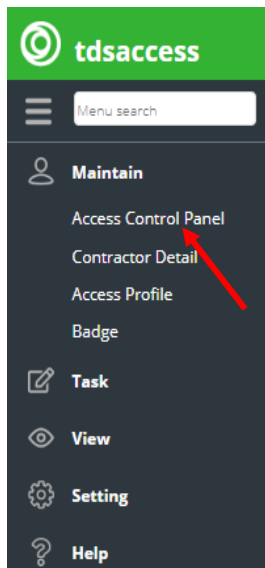 tdsaccess
Menu search
Maintain
Access Control Panel
Contractor Detail
Access Profile
Badge
Task
View
Setting
Help